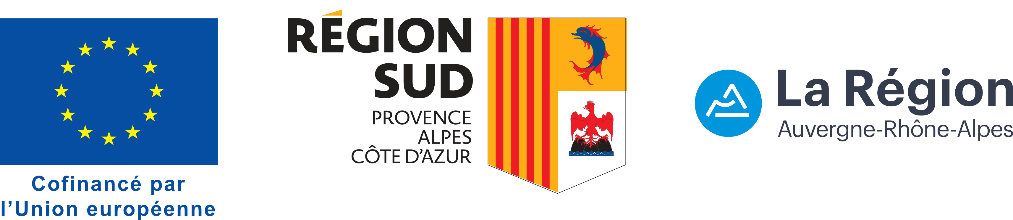 Cofinancé par
l'Union européenne
RÉGION
SUD
PROVENCE
ALPES
CÔTE D'AZUR
La Région
Auvergne-Rhône-Alpes